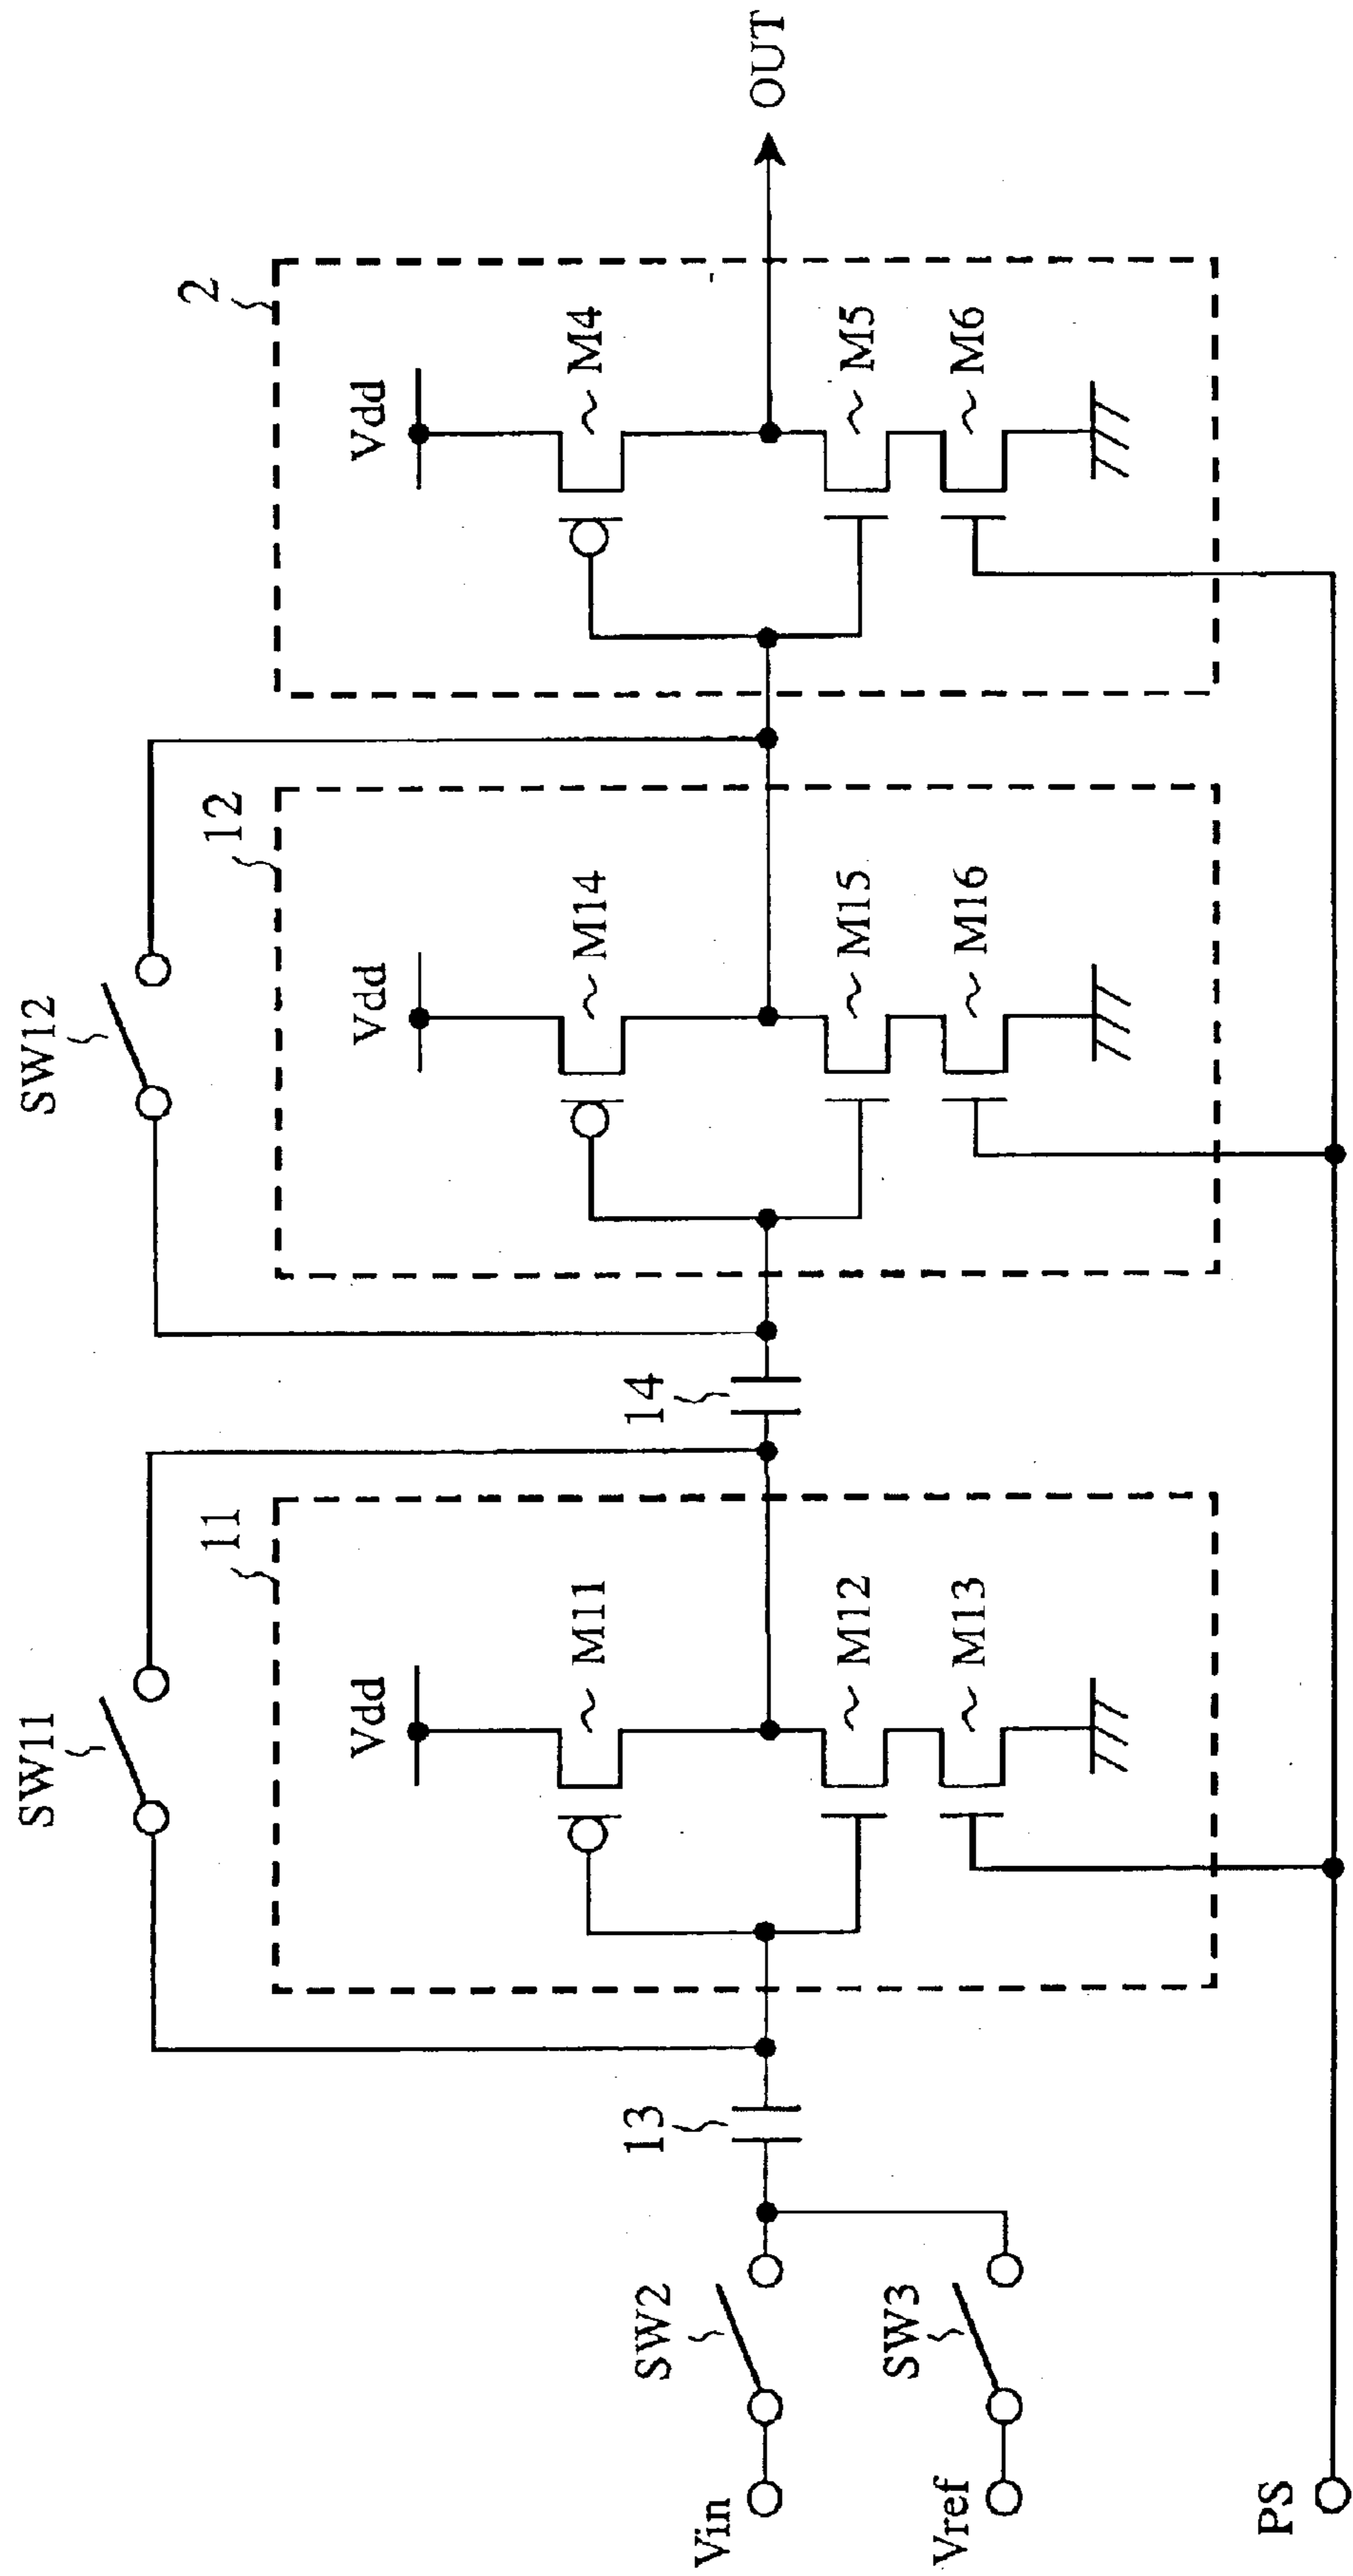 SW11
SW12
11
12
2
Vdd
Vdd
Vdd
M11
M14
M4
13
14
OUT
Vin
SW2
M12
M15
M5
Vref
SW3
M13
M16
M6
PS